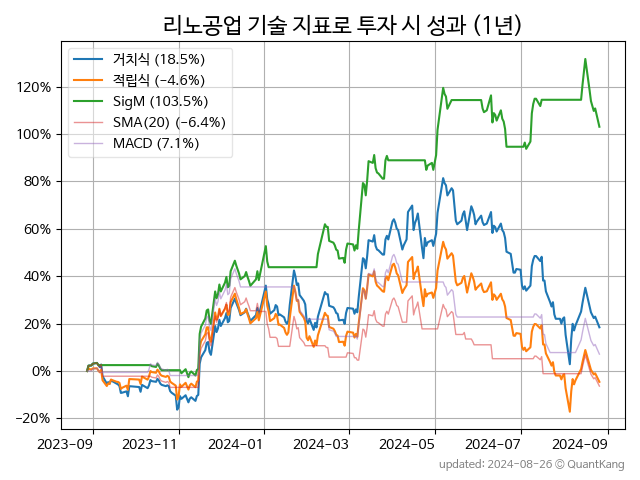 리노공업 기술 지표로 투자 시 성과 (1년)
거치식 (18.5%)
적립식 (−4.6%)
SigM (103.5%)
SMA(20) (−6.4%)
MACD (7.1%)
120%
100%
80%
60%
40%
20%
0%
−20%
2023-09 2023-11 2024-01 2024-03 2024-05 2024-07 2024-09
updated: 2024-08-26 © QuantKang